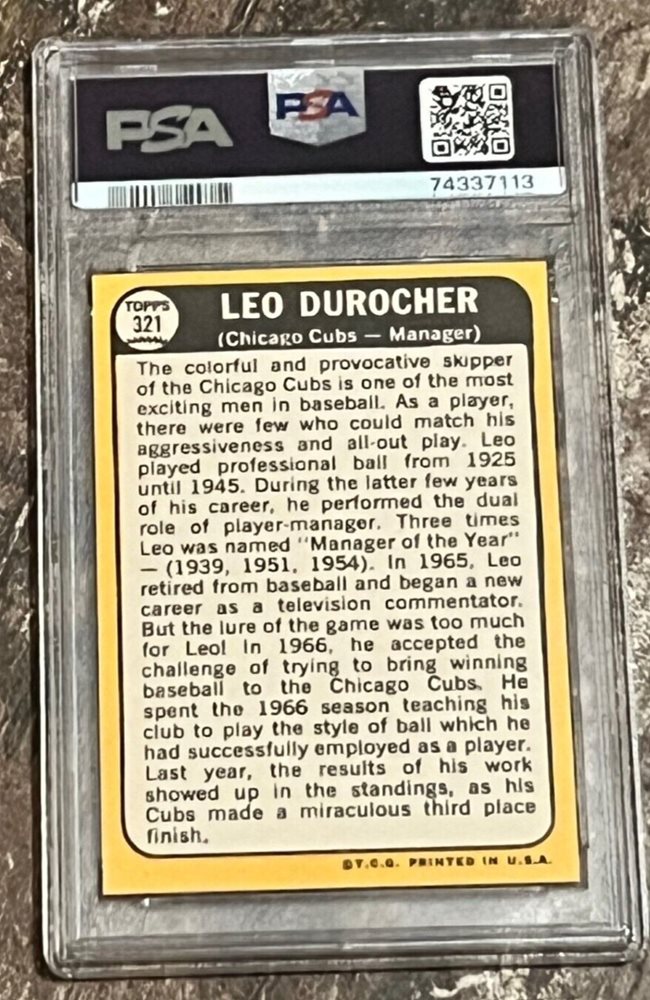 PSA
PSA
74337113
TOPPS
321
LEO DUROCHER
(Chicago Cubs — Manager)
The colorful and provocative skipper
of the Chicago Cubs is one of the most
exciting men in baseball. As a player,
there were few who could match his
aggressiveness and all-out play. Leo
played professional ball from 1925
until 1945. During the latter few years
of his career, he performed the dual
role of player-manager. Three times
Leo was named "Manager of the Year"
— (1939, 1951, 1954). In 1965, Leo
retired from baseball and began a new
career as a television commentator.
But the lure of the game was too much
for Leo! In 1966, he accepted the
challenge of trying to bring winning
baseball to the Chicago Cubs. He
spent the 1966 season teaching his
club to play the style of ball which he
had successfully employed as a player.
Last year, the results of his work
showed up in the standings, as his
Cubs made a miraculous third place
finish.
©T.C.G. PRINTED IN U.S.A.